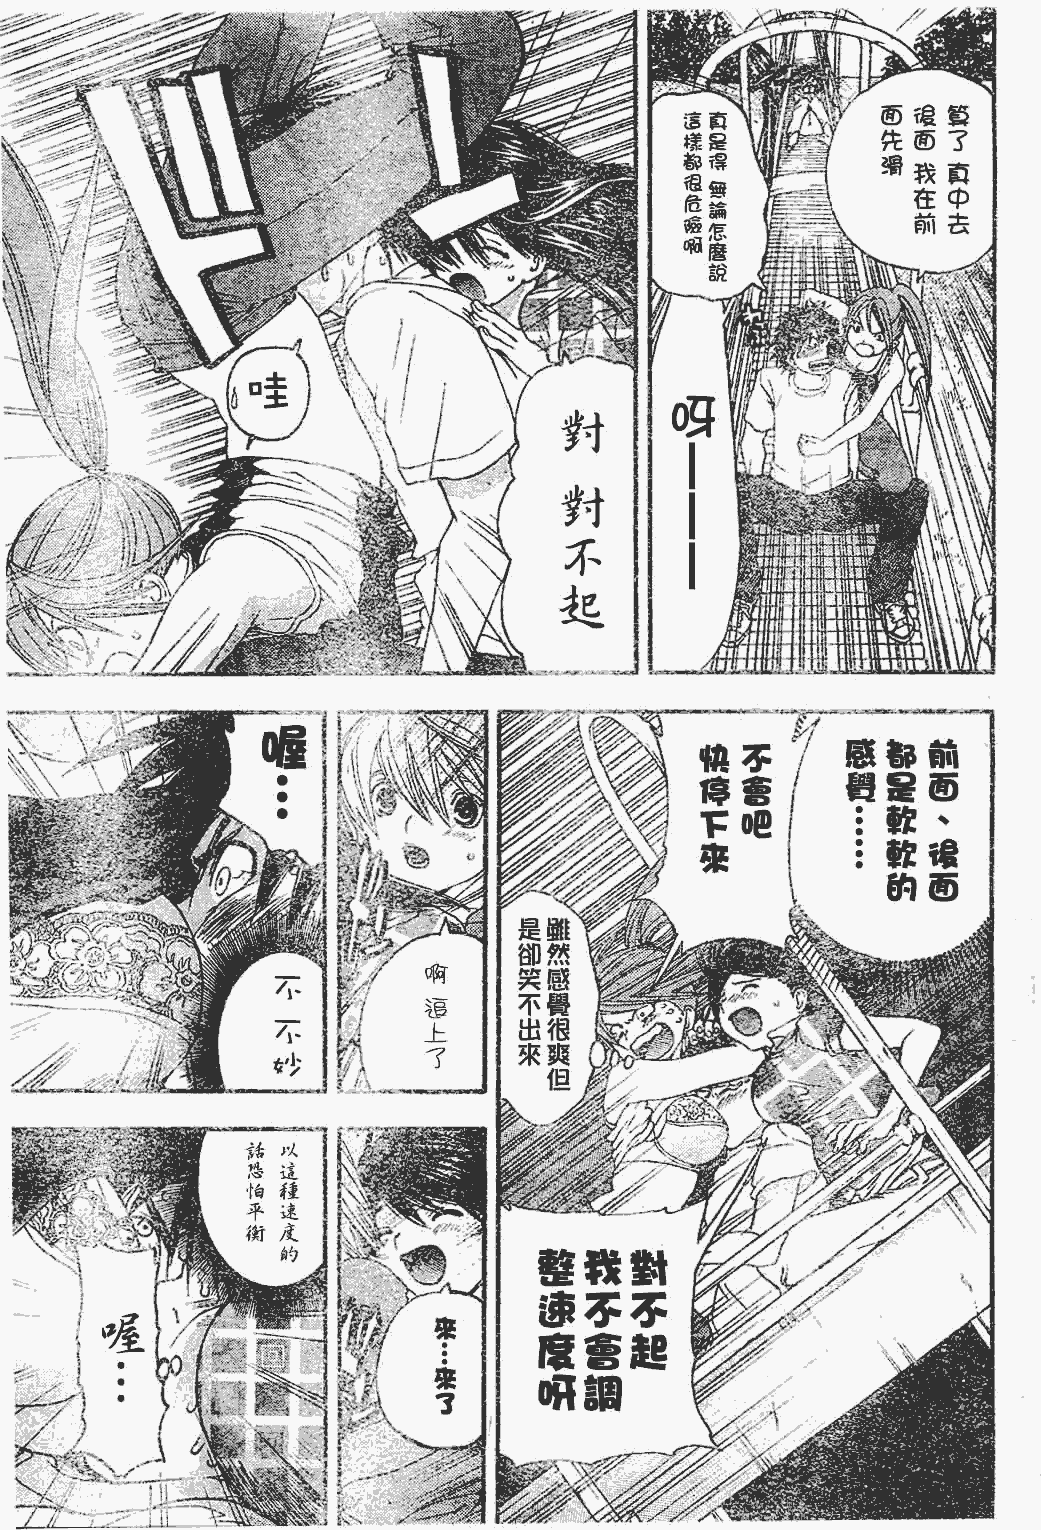 算了 真中去
後面 我在前
面先滑
真是得 無論怎麼說
這樣都很危險啊
呀———
ドンッ
對 對不起
哇
前面、後面
都是軟軟的
感覺……
不會吧
快停下來
雖然感覺很爽但
是卻笑不出來
對不起
我不會調
整速度呀
啊 追上了
喔…
不 不妙
來…來了
以這種速度的
話恐怕平衡
喔…